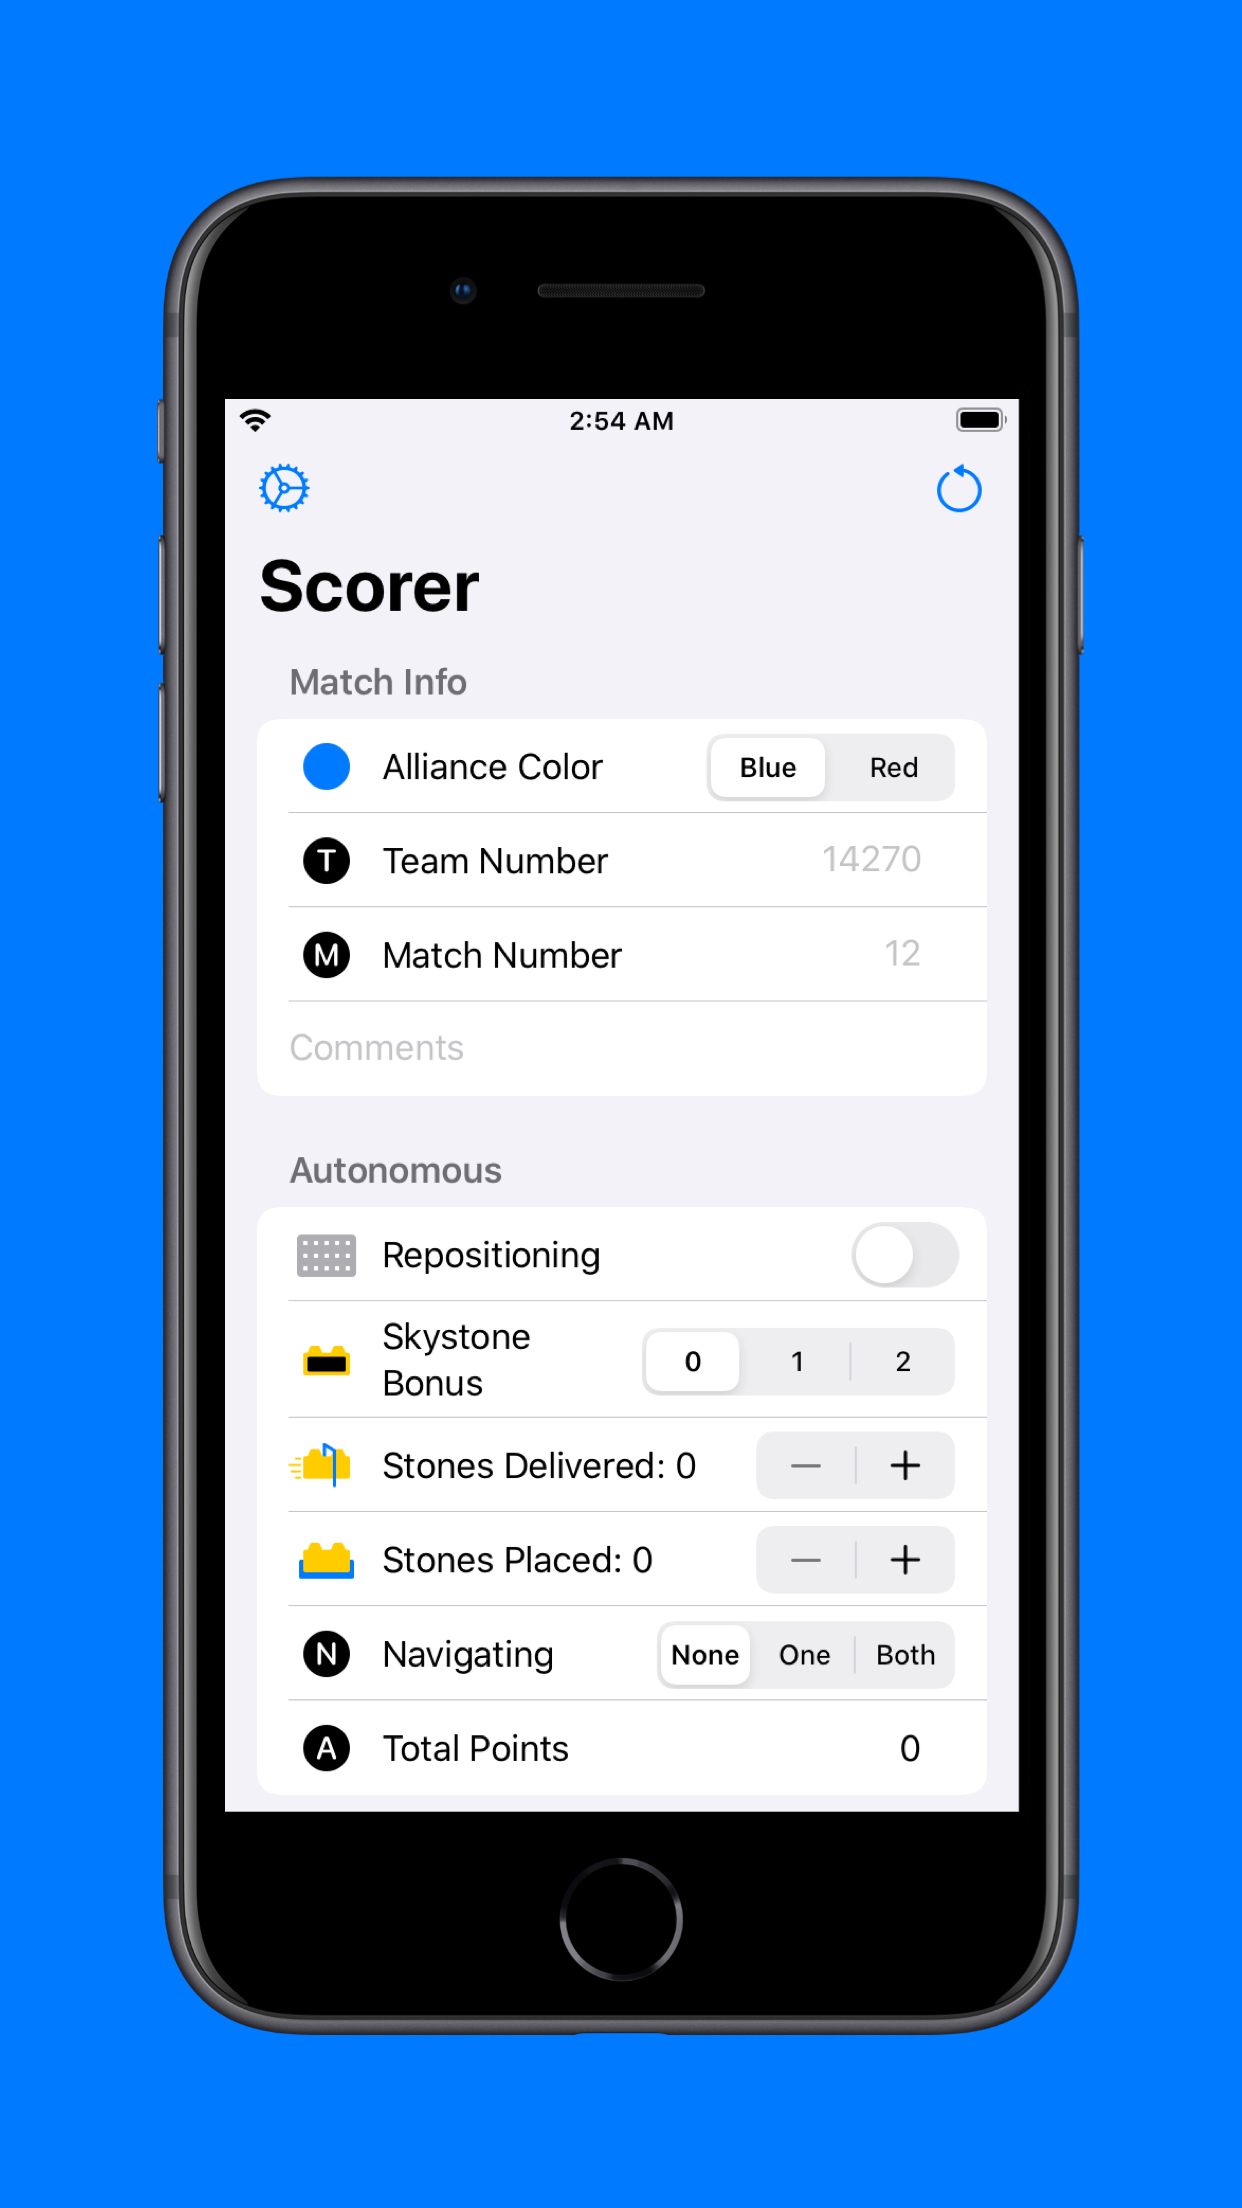 2:54 AM
Scorer
Match Info
Alliance Color Blue Red
T Team Number 14270
M Match Number 12
Comments
Autonomous
Repositioning
Skystone
Bonus 0 1 2
Stones Delivered: 0 − +
Stones Placed: 0 − +
N Navigating None One Both
A Total Points 0